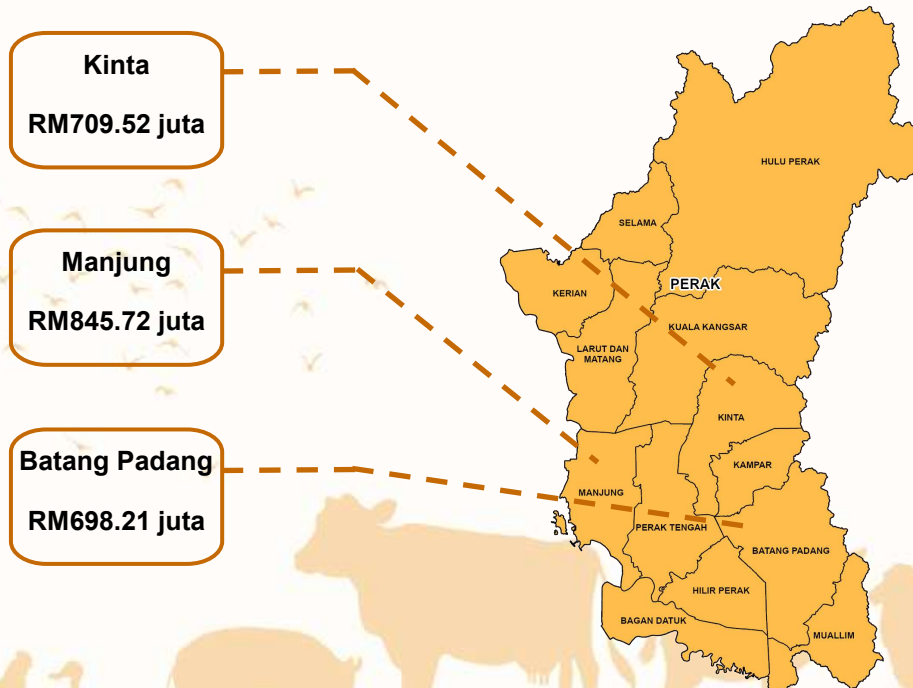 Kinta
RM709.52 juta
Manjung
RM845.72 juta
Batang Padang
RM698.21 juta
HULU PERAK
SELAMA
PERAK
KERIAN
KUALA KANGSAR
LARUT DAN
MATANG
KINTA
KAMPAR
MANJUNG
PERAK TENGAH
BATANG PADANG
HILIR PERAK
BAGAN DATUK
MUALLIM